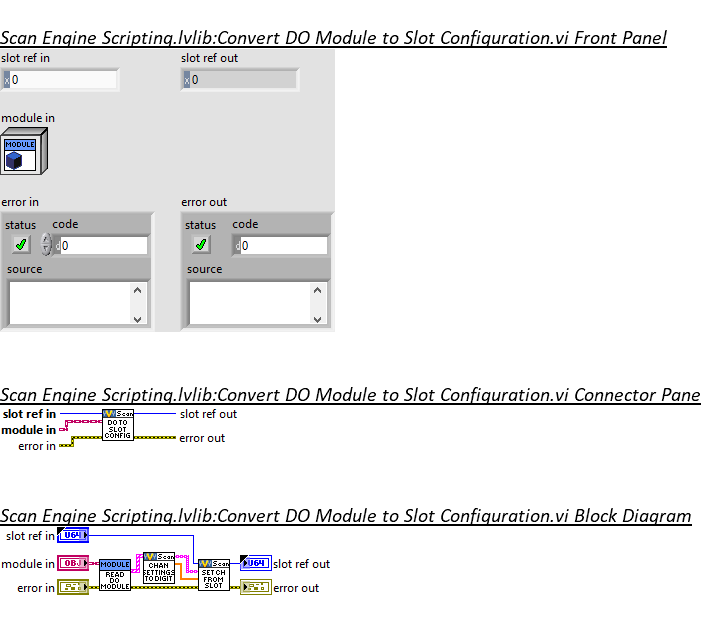 Scan Engine Scripting.lvlib:Convert DO Module to Slot Configuration.vi Front Panel
slot ref in slot ref out
x 0 x 0
module in
MODULE
error in error out
status code status code
d 0 d 0
source source
Scan Engine Scripting.lvlib:Convert DO Module to Slot Configuration.vi Connector Pane
slot ref in Scan slot ref out
module in DO TO
SLOT
error in CONFIG error out
Scan Engine Scripting.lvlib:Convert DO Module to Slot Configuration.vi Block Diagram
slot ref in U64
Scan
module in OBJ MODULE CHAN Scan U64 slot ref out
READ SETTINGS SET CH
DO TO DIGIT FROM
error in MODULE SLOT error out